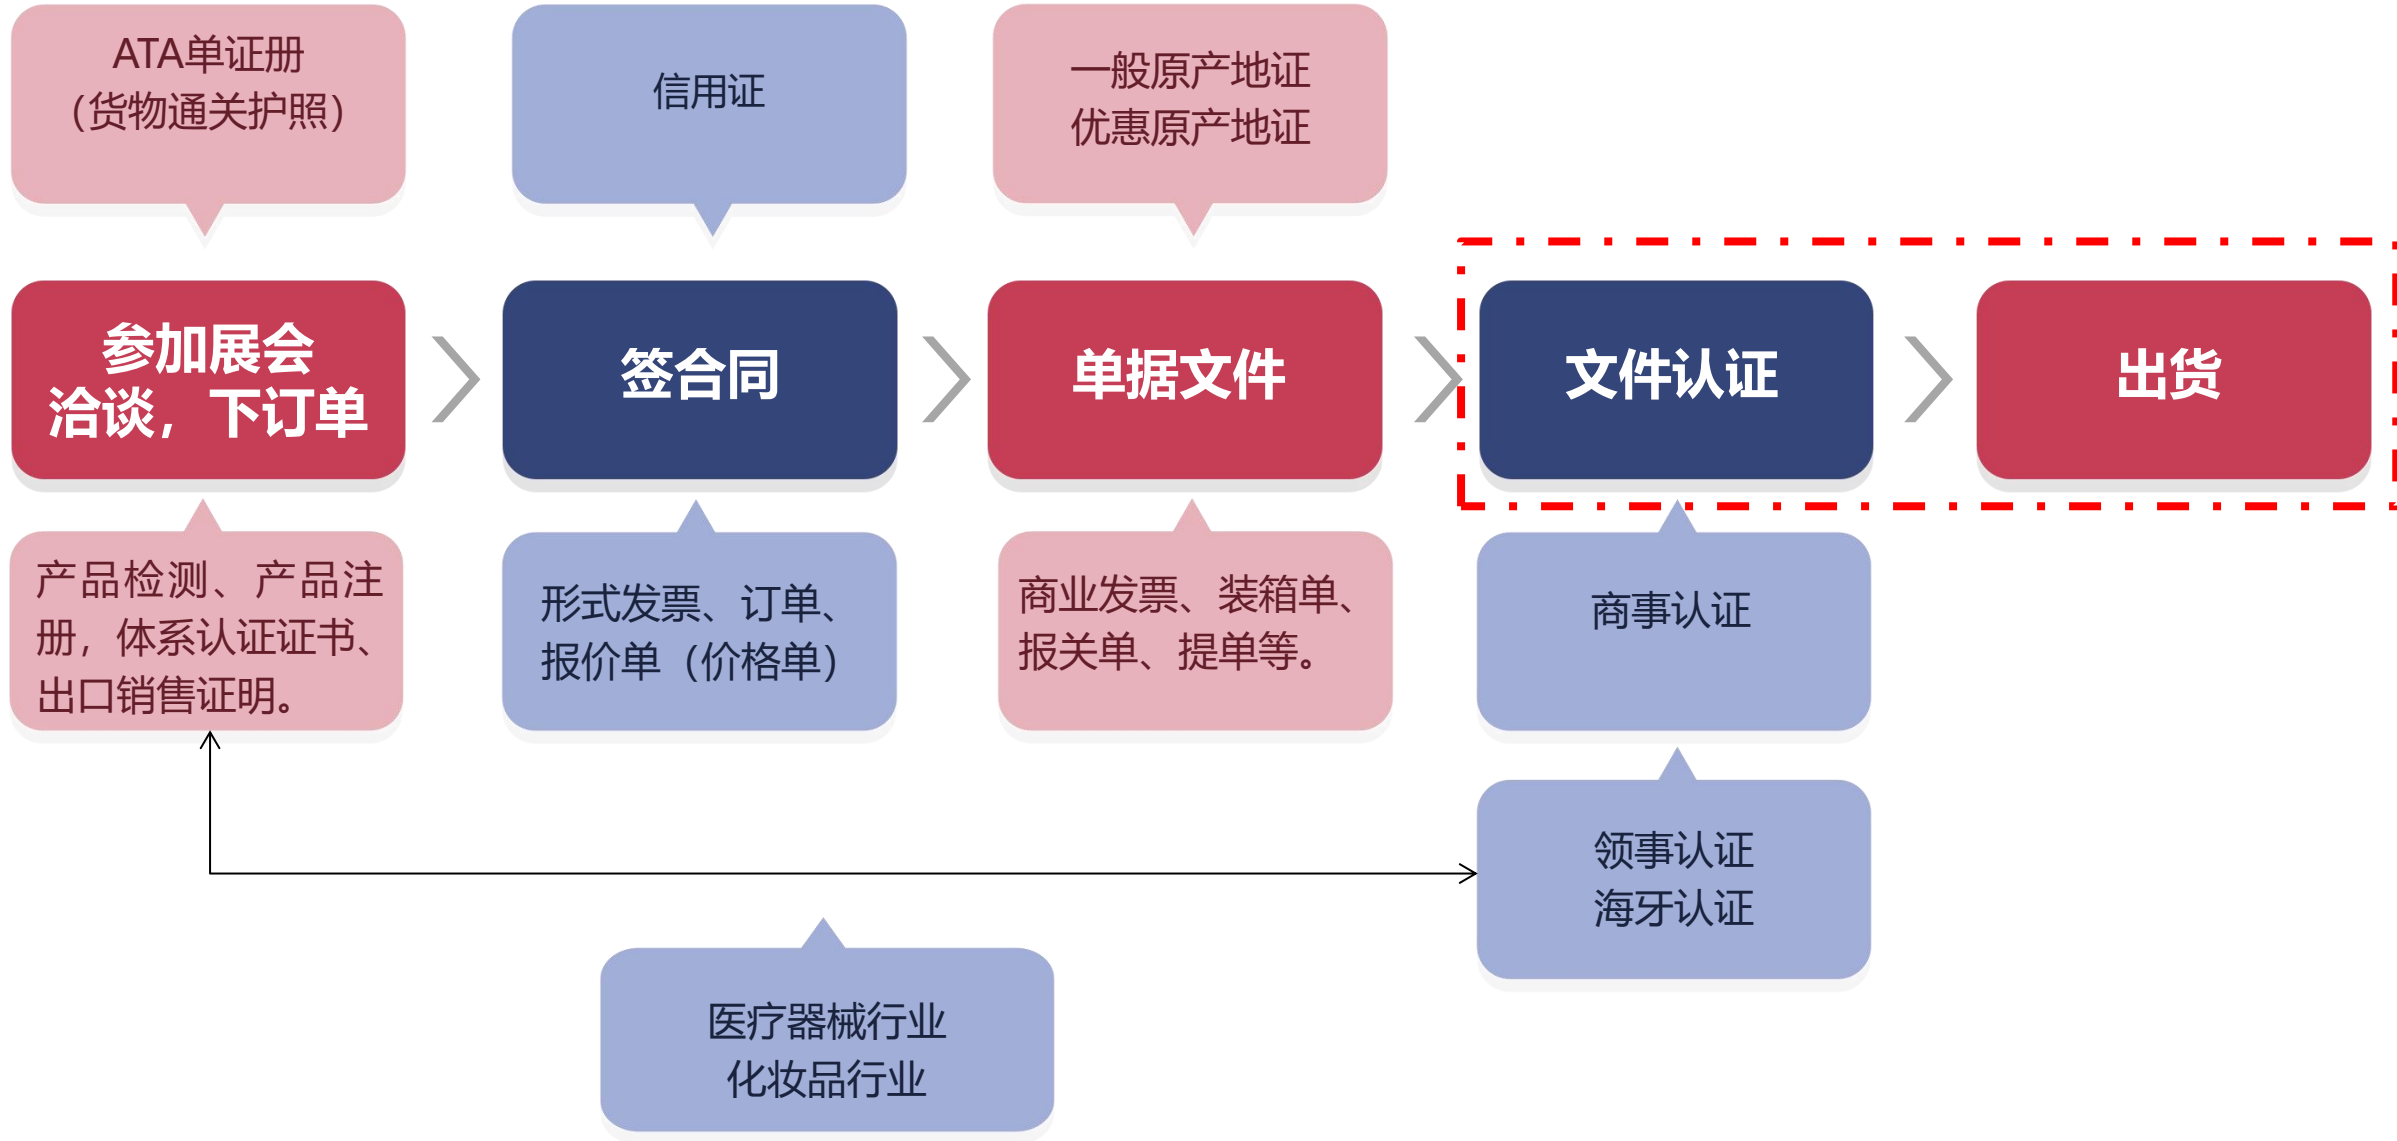 ATA单证册
（货物通关护照）
信用证
一般原产地证
优惠原产地证
参加展会
洽谈，下订单
签合同
单据文件
文件认证
出货
产品检测、产品注
册，体系认证证书、
出口销售证明。
形式发票、订单、
报价单（价格单）
商业发票、装箱单、
报关单、提单等。
商事认证
领事认证
海牙认证
医疗器械行业
化妆品行业